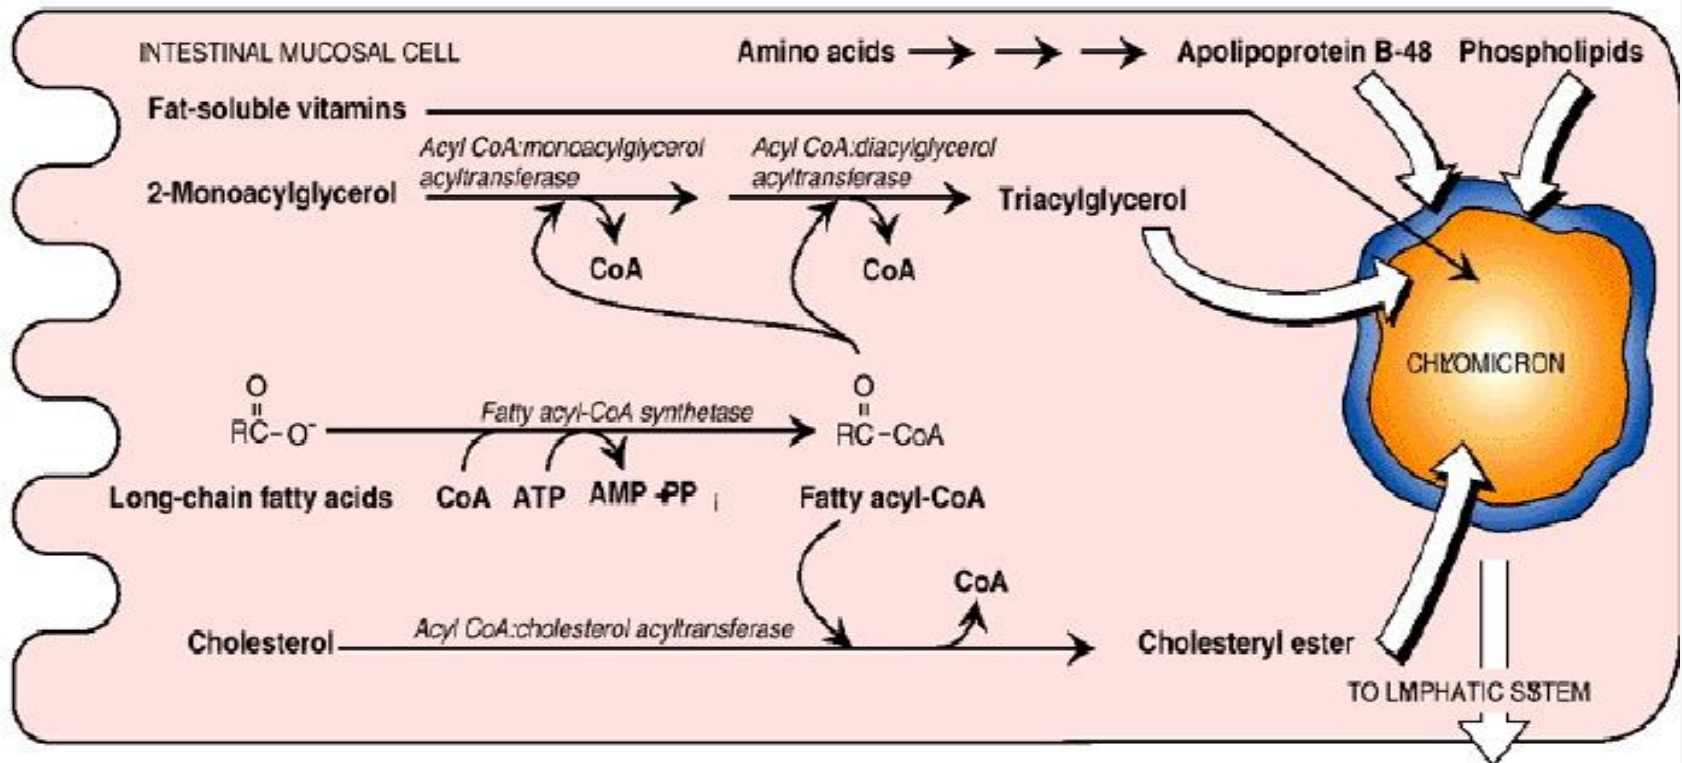 INTESTINAL MUCOSAL CELL
Amino acids
Apolipoprotein B-48
Phospholipids
Fat-soluble vitamins
Acyl CoA:monoacylglycerol
acyltransferase
Acyl CoA:diacylglycerol
acyltransferase
2-Monoacylglycerol
Triacylglycerol
CoA
CoA
CHLYOMICRON
O
RC-O-
Fatty acyl-CoA synthetase
O
RC-CoA
Long-chain fatty acids
CoA
ATP
AMP +PP i
Fatty acyl-CoA
CoA
Acyl CoA:cholesterol acyltransferase
Cholesterol
Cholesteryl ester
TO LMPHATIC SSTEM